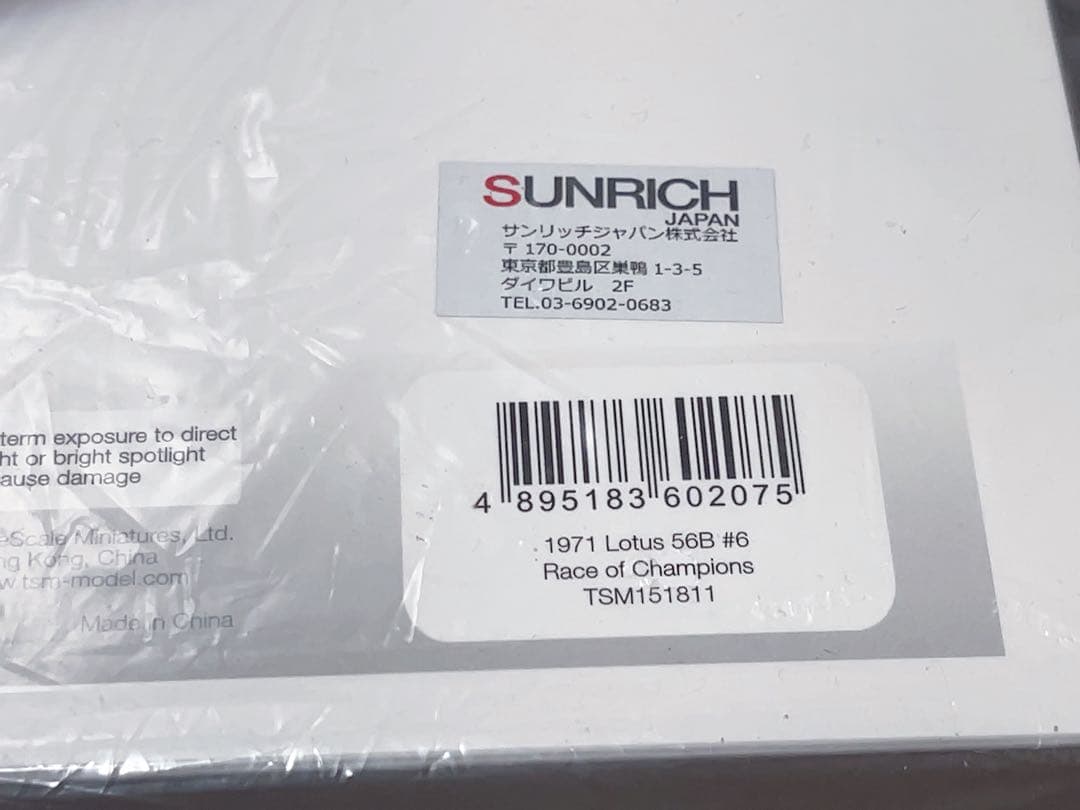 SUNRICH
JAPAN
サンリッチジャパン株式会社
〒 170-0002
東京都豊島区巣鴨 1-3-5
ダイワビル 2F
TEL.03-6902-0683
term exposure to direct
ht or bright spotlight
ause damage
eScale Miniatures, Ltd.
ng Kong, China
w tsm-model.com
Made in China
4 895183 602075
1971 Lotus 56B #6
Race of Champions
TSM151811